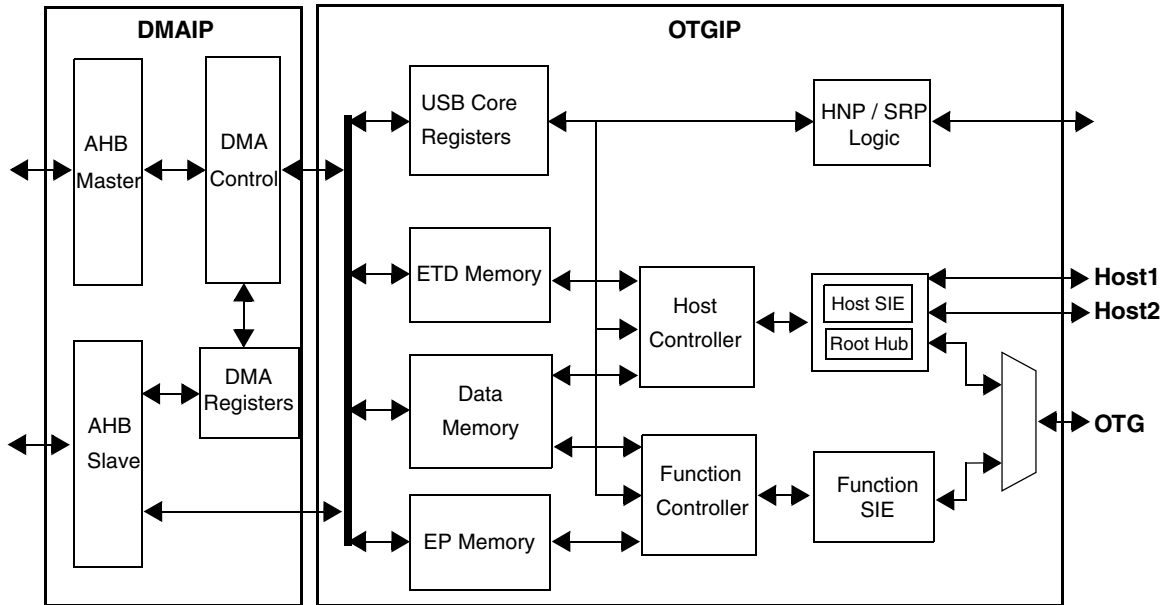 DMAIP
OTGIP
AHB
Master
DMA
Control
USB Core
Registers
HNP / SRP
Logic
ETD Memory
Host
Controller
Host SIE
Root Hub
Host1
Host2
AHB
Slave
DMA
Registers
Data
Memory
OTG
Function
Controller
Function
SIE
EP Memory